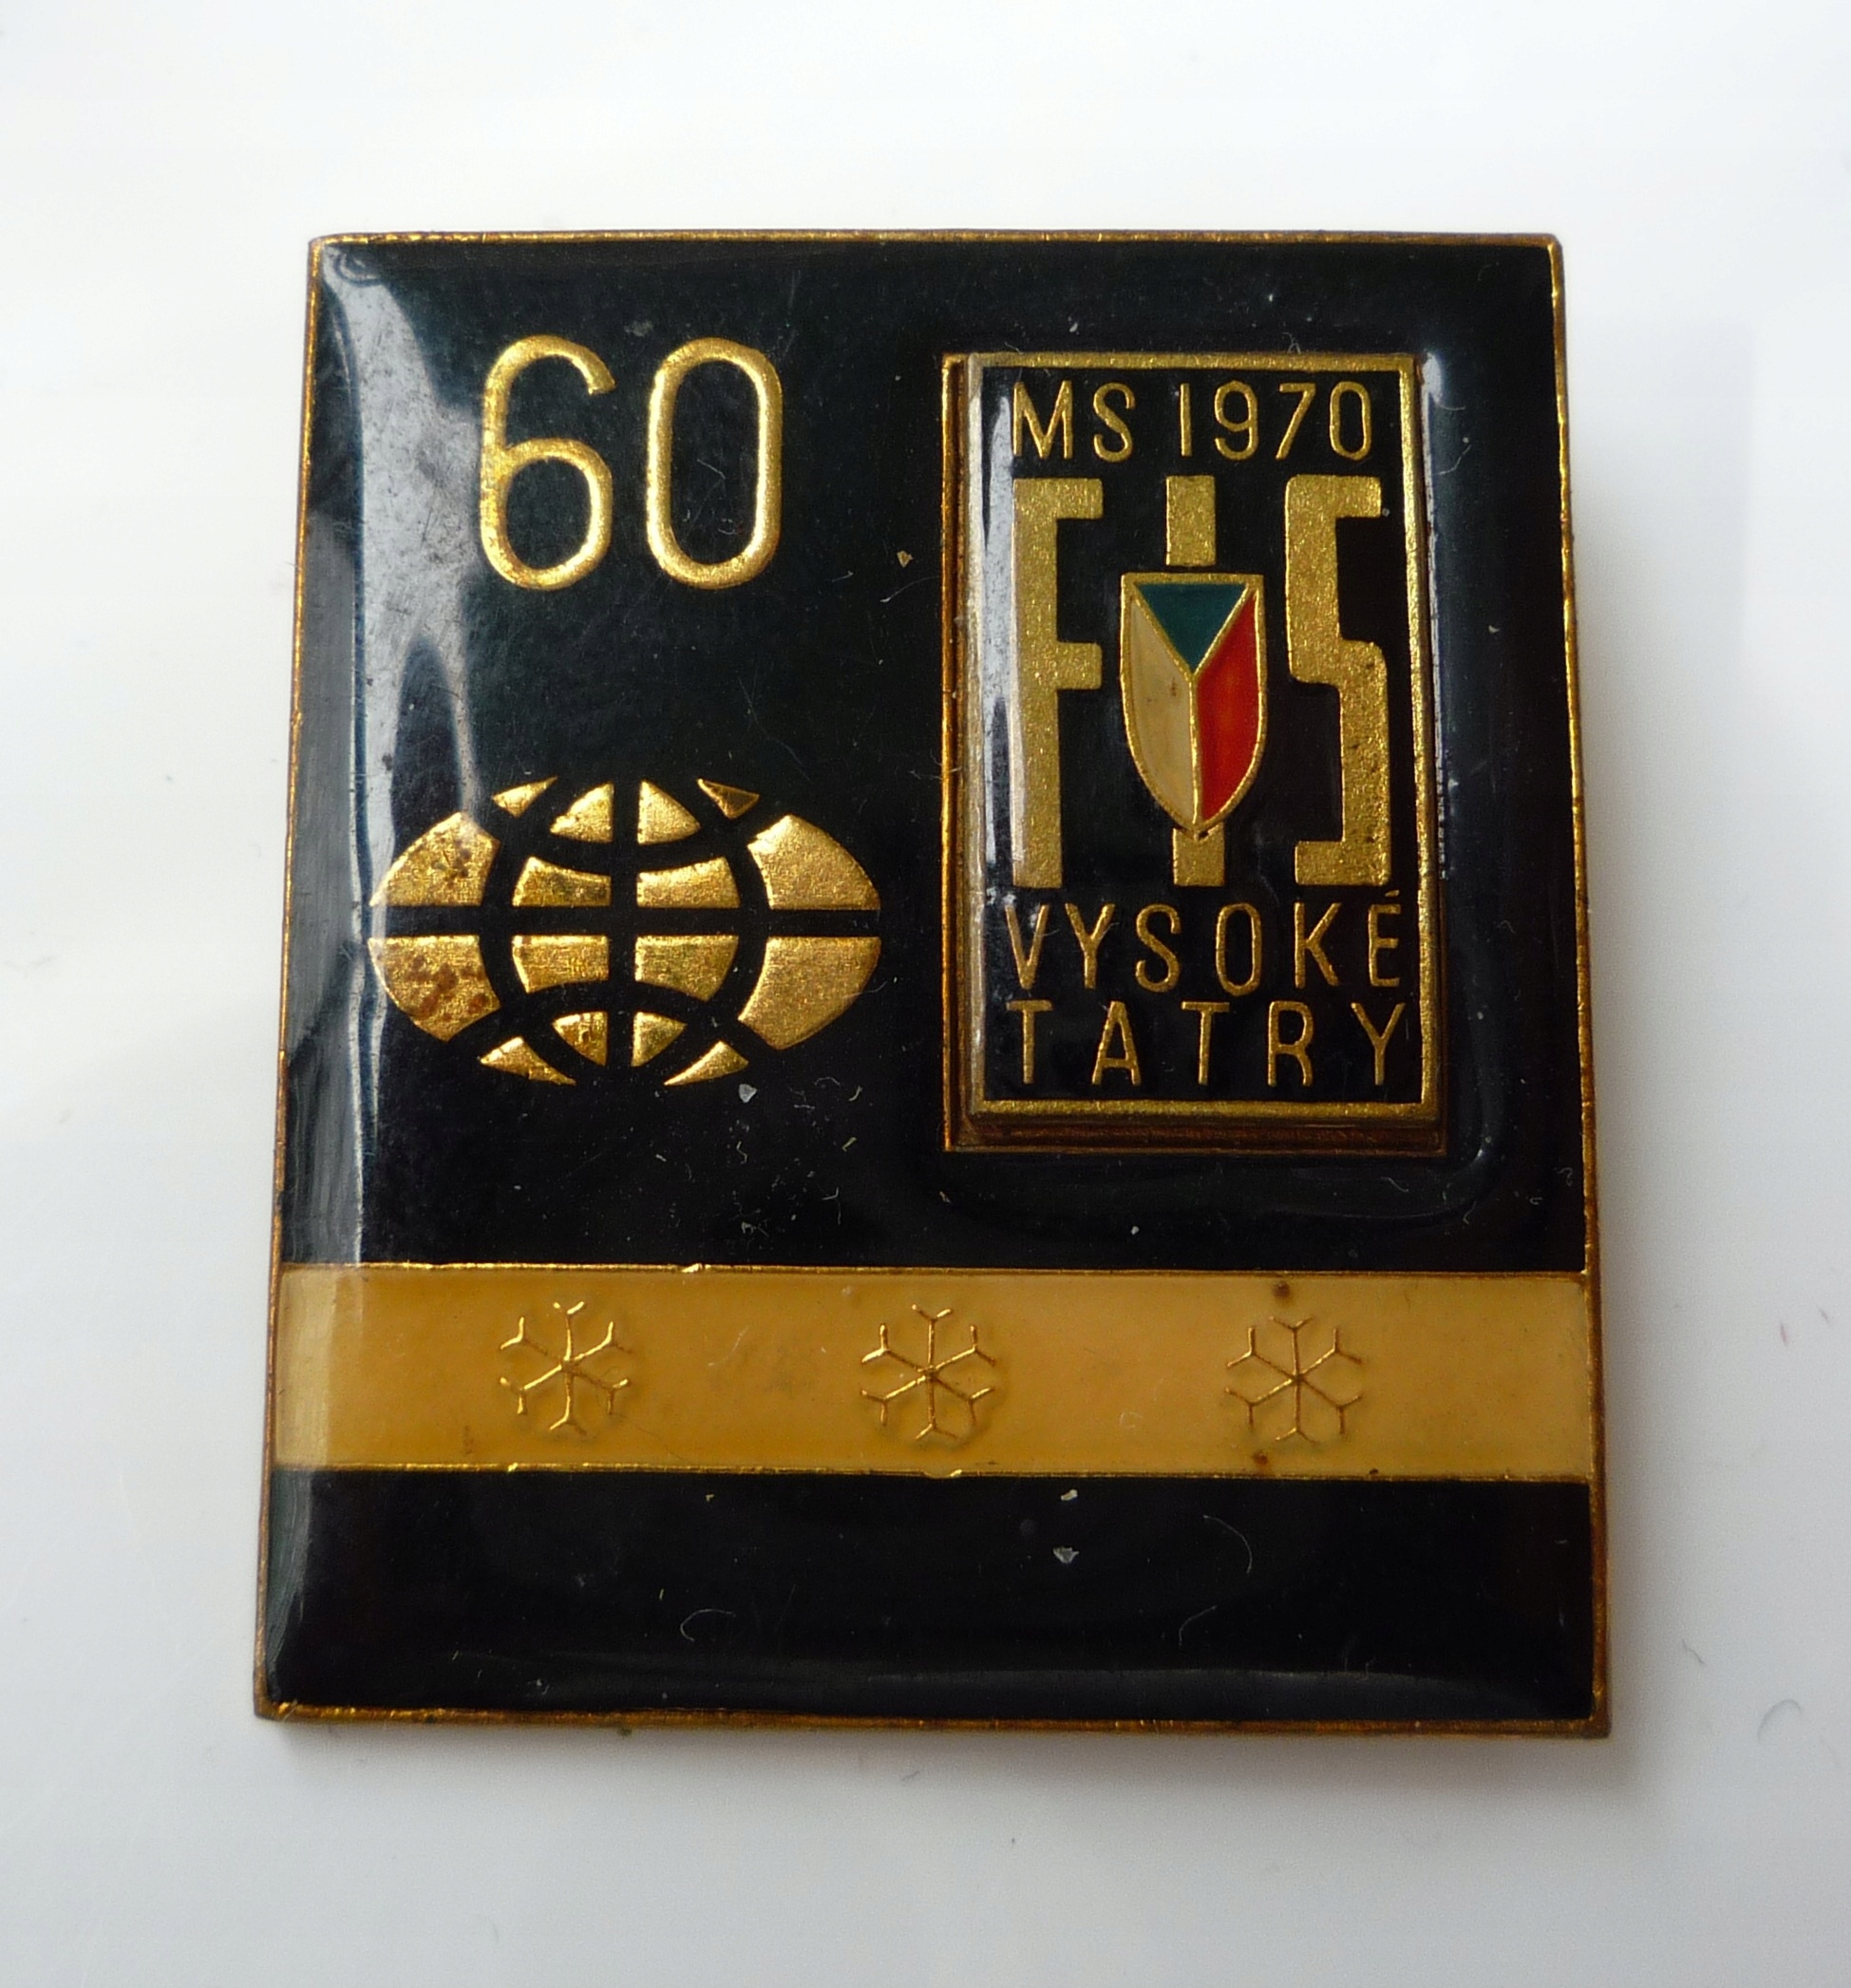 60
MS 1970
FIS
VYSOKÉ
TATRY